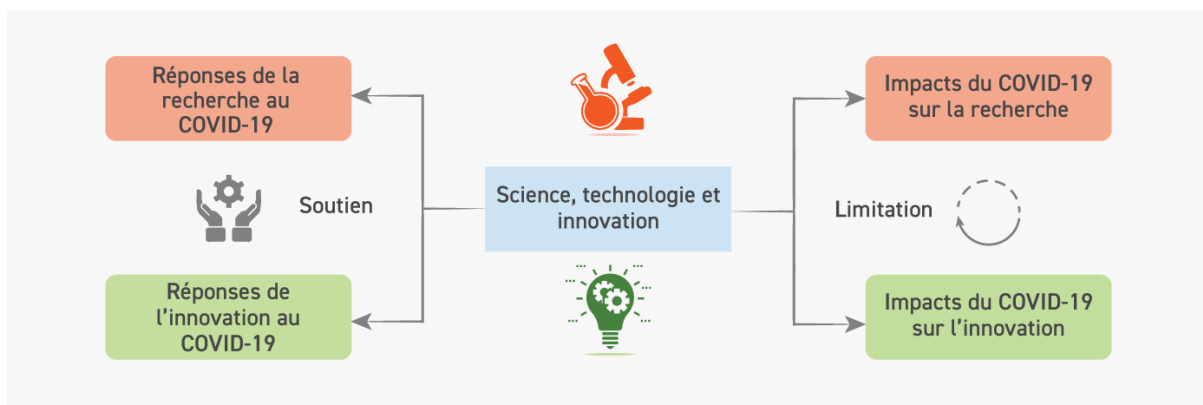 Réponses de la
recherche au
COVID-19
Soutien
Réponses de
l'innovation au
COVID-19
Science, technologie et
innovation
Impacts du COVID-19
sur la recherche
Limitation
Impacts du COVID-19
sur l'innovation